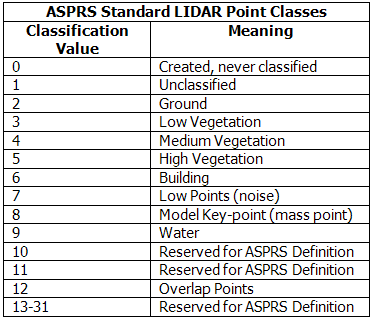 ASPRS Standard LIDAR Point Classes
Classification Value Meaning
0 Created, never classified
1 Unclassified
2 Ground
3 Low Vegetation
4 Medium Vegetation
5 High Vegetation
6 Building
7 Low Points (noise)
8 Model Key-point (mass point)
9 Water
10 Reserved for ASPRS Definition
11 Reserved for ASPRS Definition
12 Overlap Points
13-31 Reserved for ASPRS Definition